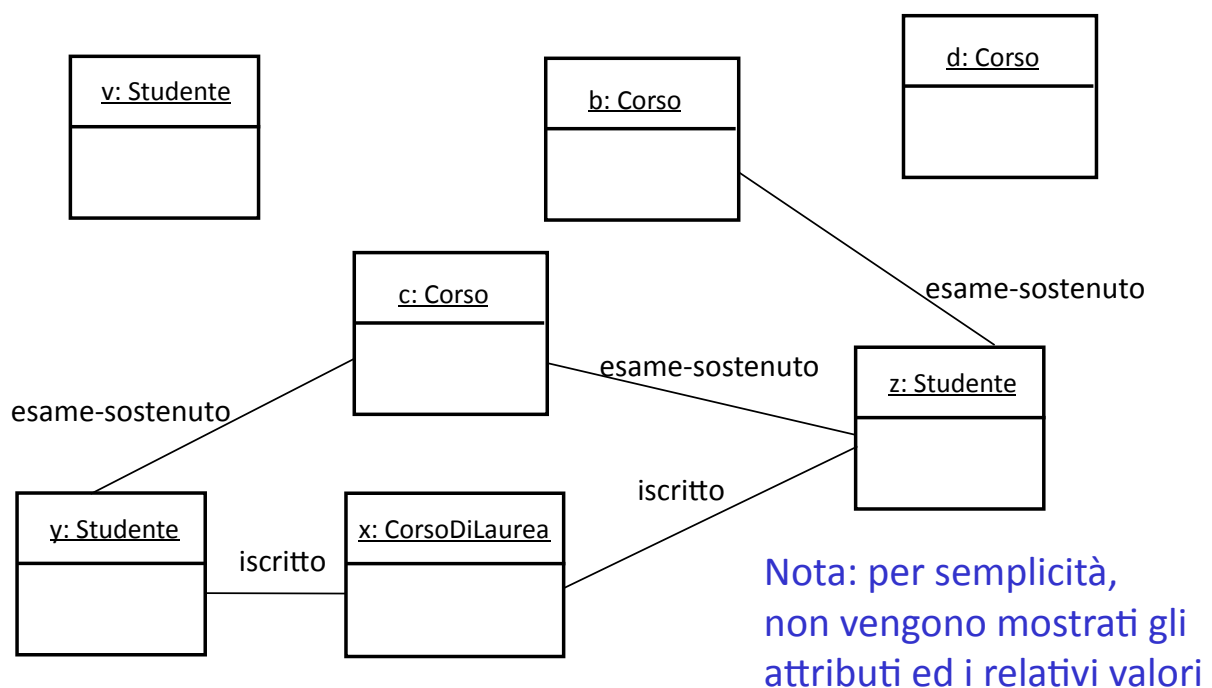 v: Studente
b: Corso
d: Corso
c: Corso
esame-sostenuto
esame-sostenuto
z: Studente
esame-sostenuto
iscritto
y: Studente
x: CorsoDiLaurea
iscritto
Nota: per semplicità,
non vengono mostrati gli
attributi ed i relativi valori